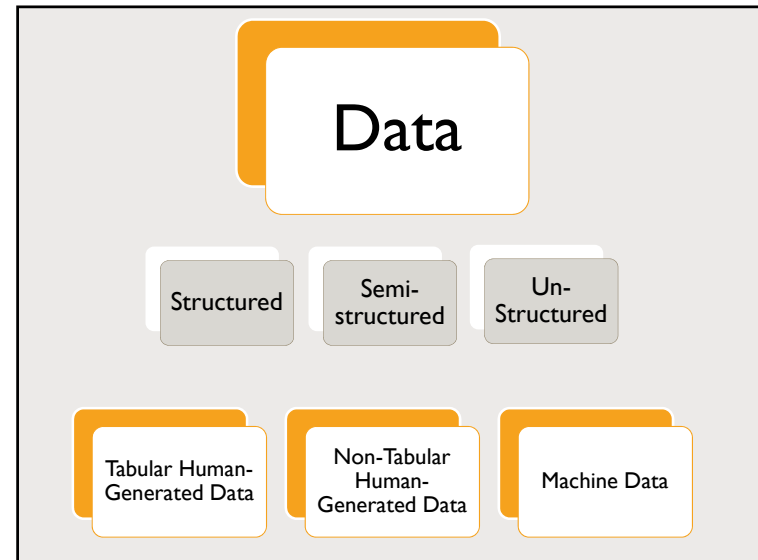 Data
Structured
Semi-
structured
Un-
Structured
Tabular Human-
Generated Data
Non-Tabular
Human-
Generated Data
Machine Data